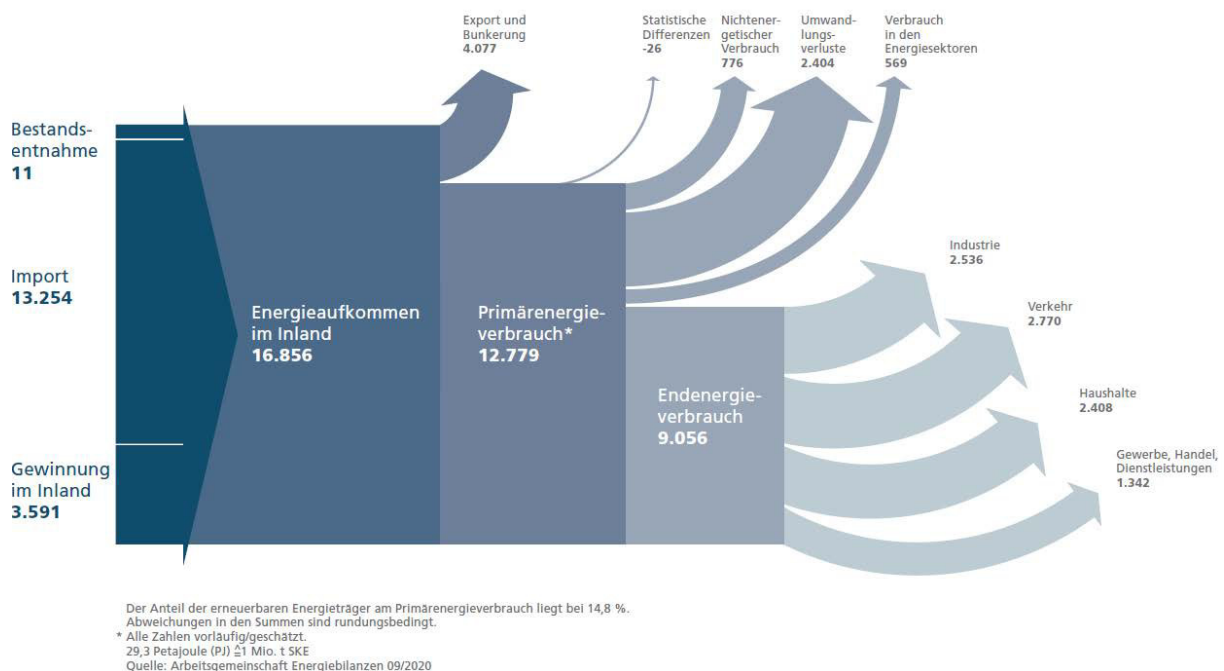 Export und
Bunkerung
4.077
Statistische
Differenzen
-26
Nichtener-
getischer
Verbrauch
776
Umwand-
lungs-
verluste
2.404
Verbrauch
in den
Energiesektoren
569
Bestands-
entnahme
11
Import
13.254
Gewinnung
im Inland
3.591
Energieaufkommen
im Inland
16.856
Primärenergie-
verbrauch*
12.779
Endenergie-
verbrauch
9.056
Industrie
2.536
Verkehr
2.770
Haushalte
2.408
Gewerbe, Handel,
Dienstleistungen
1.342
Der Anteil der erneuerbaren Energieträger am Primärenergieverbrauch liegt bei 14,8 %.
Abweichungen in den Summen sind rundungsbedingt.
* Alle Zahlen vorläufig/geschätzt.
29,3 Petajoule (PJ) ≙1 Mio. t SKE
Quelle: Arbeitsgemeinschaft Energiebilanzen 09/2020